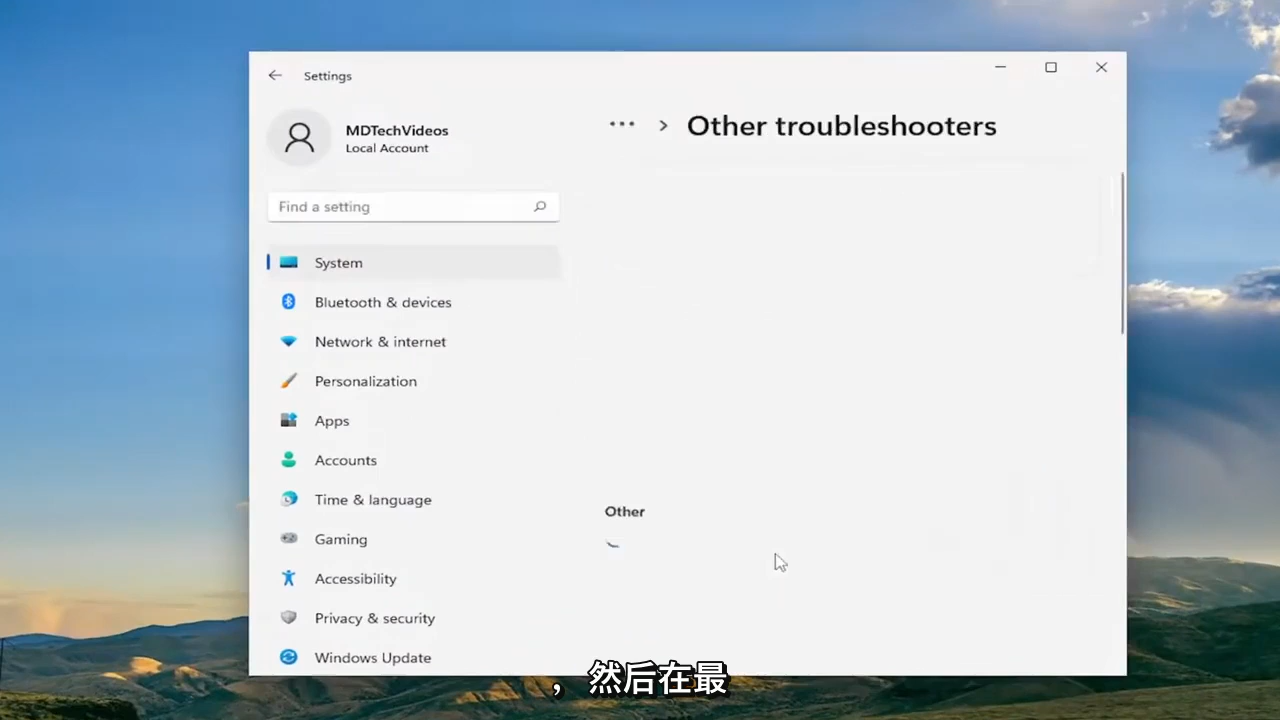 Settings
MDTechVideos
Local Account
Find a setting
System
Bluetooth & devices
Network & internet
Personalization
Apps
Accounts
Time & language
Gaming
Accessibility
Privacy & security
Windows Update
Other troubleshooters
Other
，然后在最